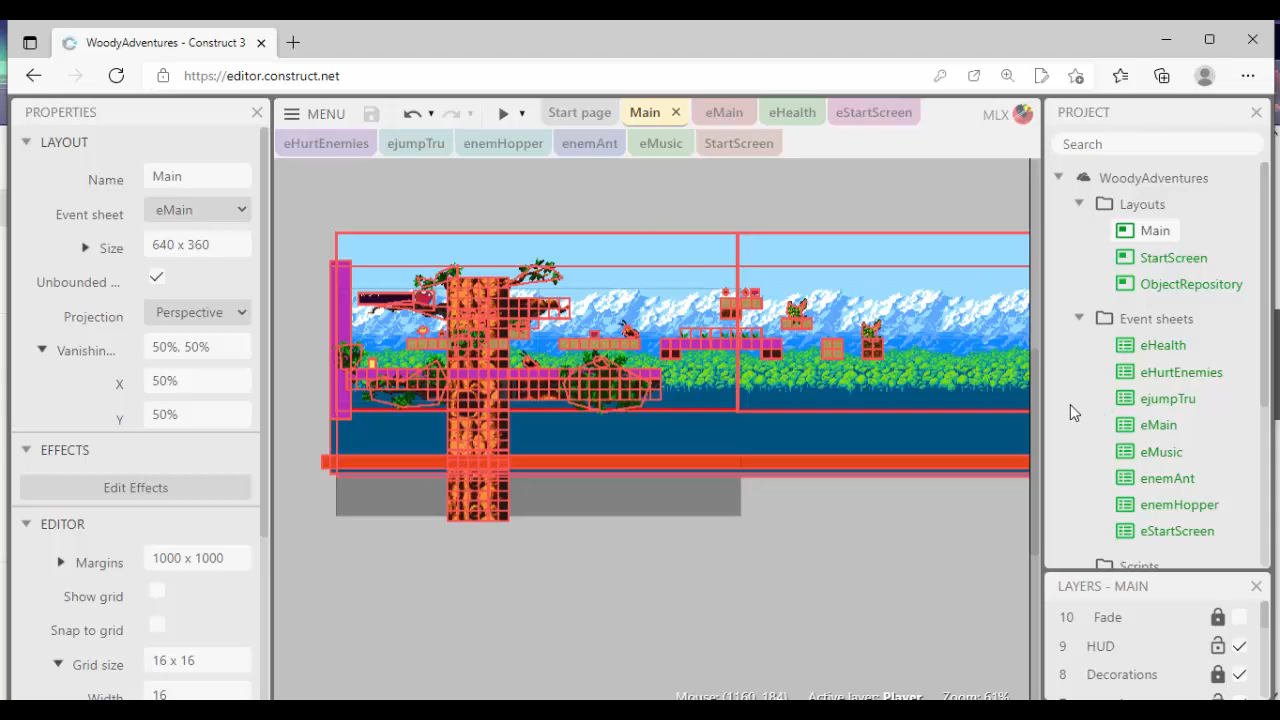 WoodyAdventures - Construct 3
https://editor.construct.net
PROPERTIES
LAYOUT
Name
Main
Event sheet
eMain
Size
640 x 360
Unbounded ...
Projection
Perspective
Vanishin...
50%, 50%
X
50%
Y
50%
EFFECTS
Edit Effects
EDITOR
Margins
1000 x 1000
Show grid
Snap to grid
Grid size
16 x 16
Width
16
MENU
Start page
Main
eMain
eHealth
eStartScreen
MLX
eHurtEnemies
ejumpTru
enemHopper
enemAnt
eMusic
StartScreen
Mouse: (1160, 184)
Active layer: Player
Zoom: 61%
PROJECT
Search
WoodyAdventures
Layouts
Main
StartScreen
ObjectRepository
Event sheets
eHealth
eHurtEnemies
ejumpTru
eMain
eMusic
enemAnt
enemHopper
eStartScreen
Scripts
LAYERS - MAIN
10 Fade
9 HUD
8 Decorations